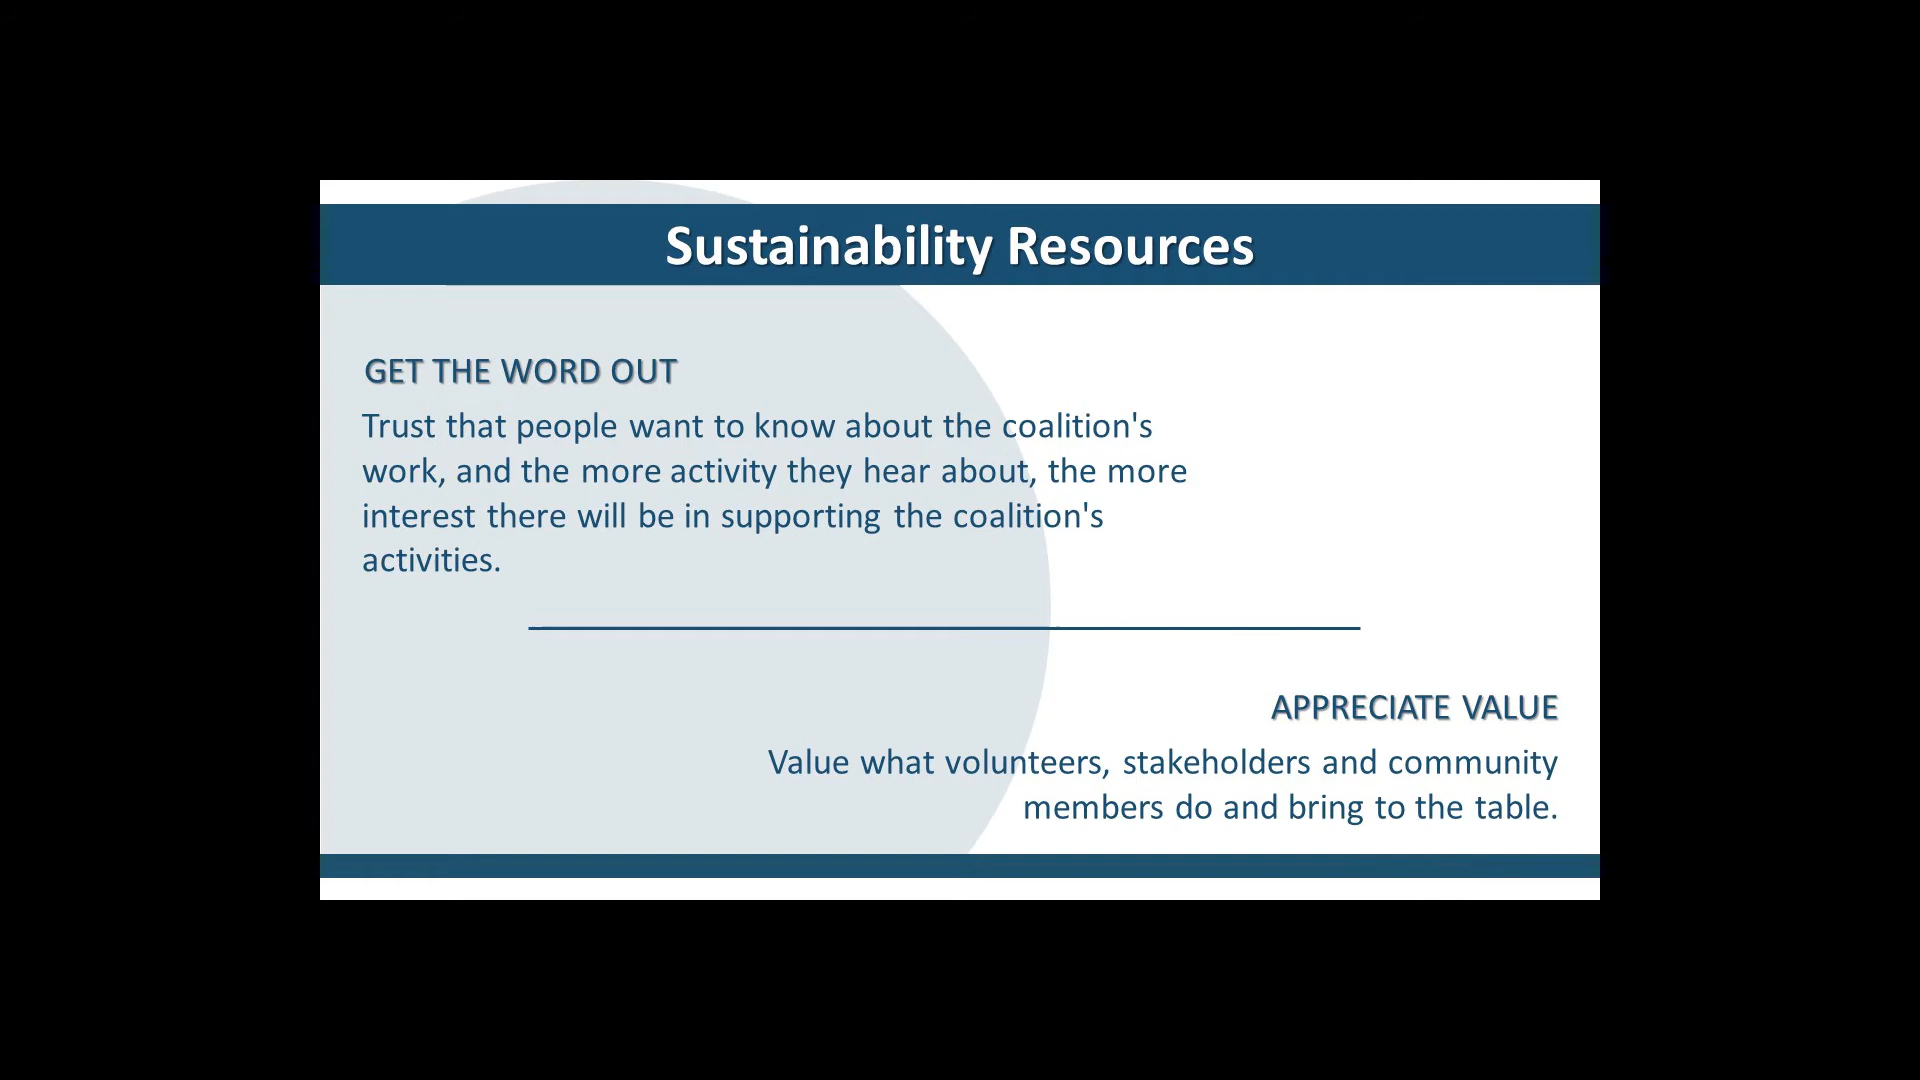 Sustainability Resources
GET THE WORD OUT
Trust that people want to know about the coalition's
work, and the more activity they hear about, the more
interest there will be in supporting the coalition's
activities.
APPRECIATE VALUE
Value what volunteers, stakeholders and community
members do and bring to the table.